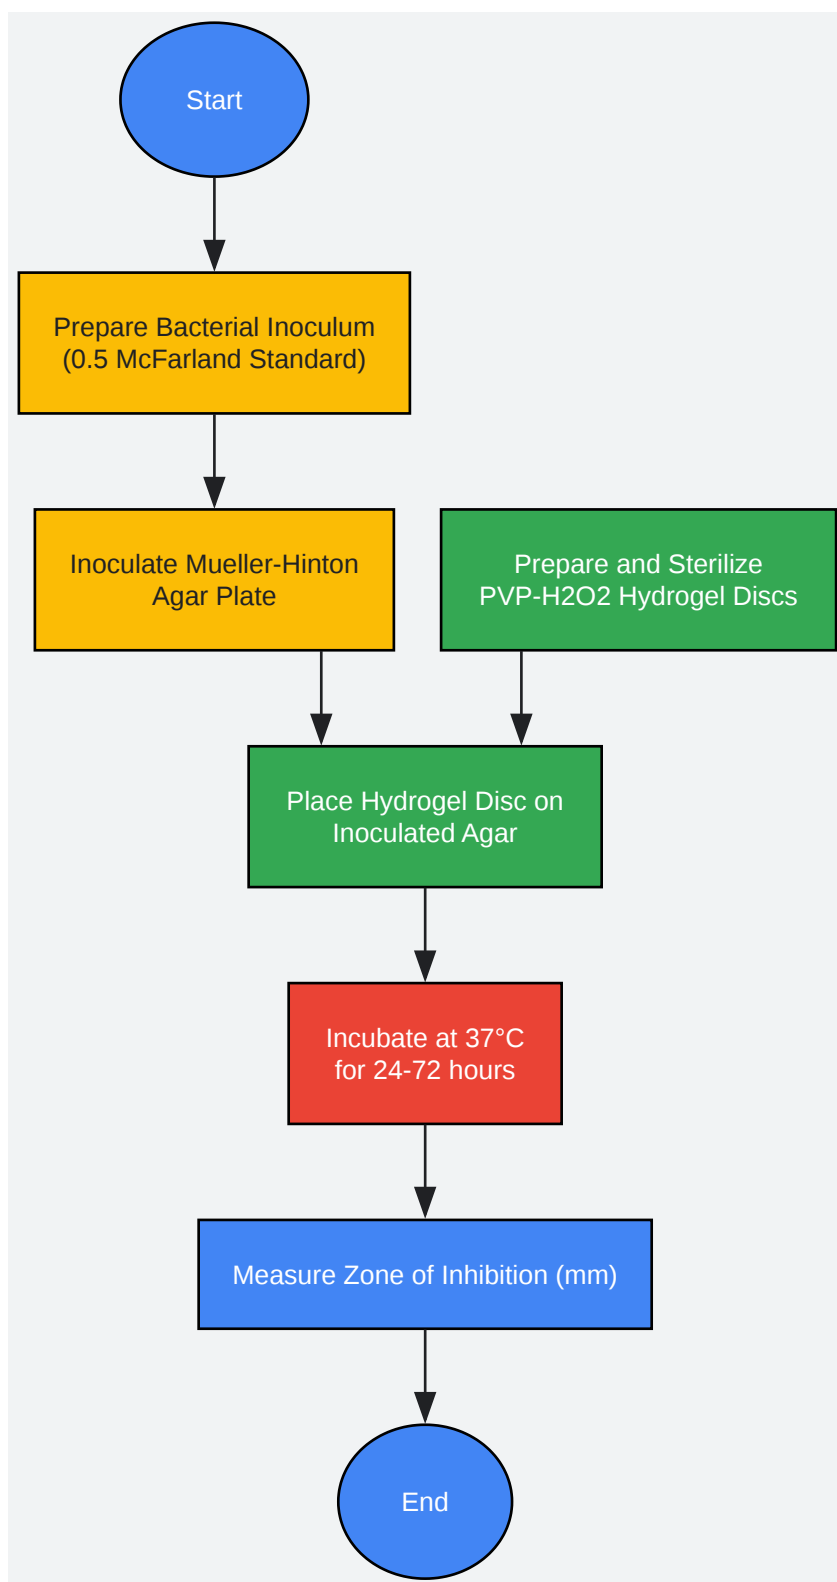 Start
Prepare Bacterial Inoculum
(0.5 McFarland Standard)
Inoculate Mueller-Hinton
Agar Plate
Prepare and Sterilize
PVP-H2O2 Hydrogel Discs
Place Hydrogel Disc on
Inoculated Agar
Incubate at 37°C
for 24-72 hours
Measure Zone of Inhibition (mm)
End